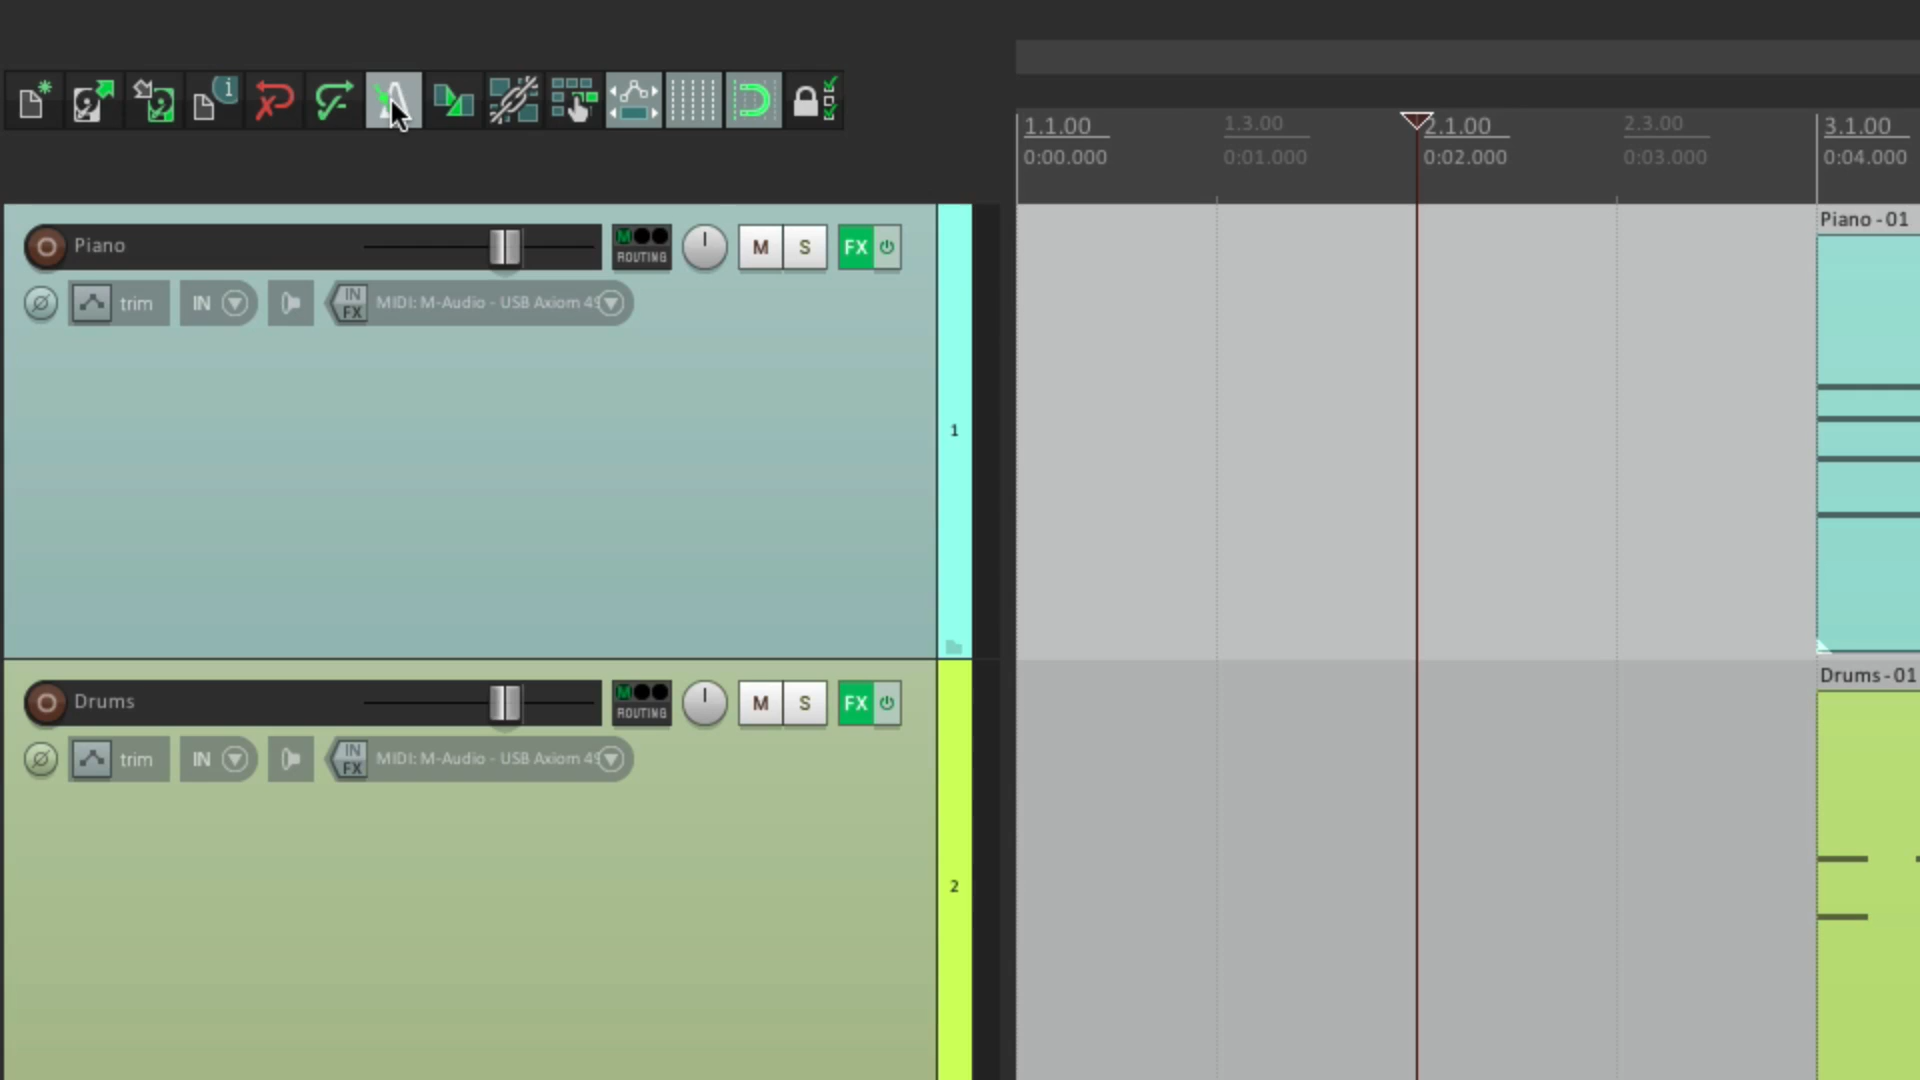 1.1.00 1.3.00 2.1.00 2.3.00 3.1.00
0:00.000 0:01.000 0:02.000 0:03.000 0:04.000
Piano M ROUTING M S FX Piano - 01
trim IN IN FX MIDI: M-Audio - USB Axiom 49
1
Drums M ROUTING M S FX Drums - 01
trim IN IN FX MIDI: M-Audio - USB Axiom 49
2